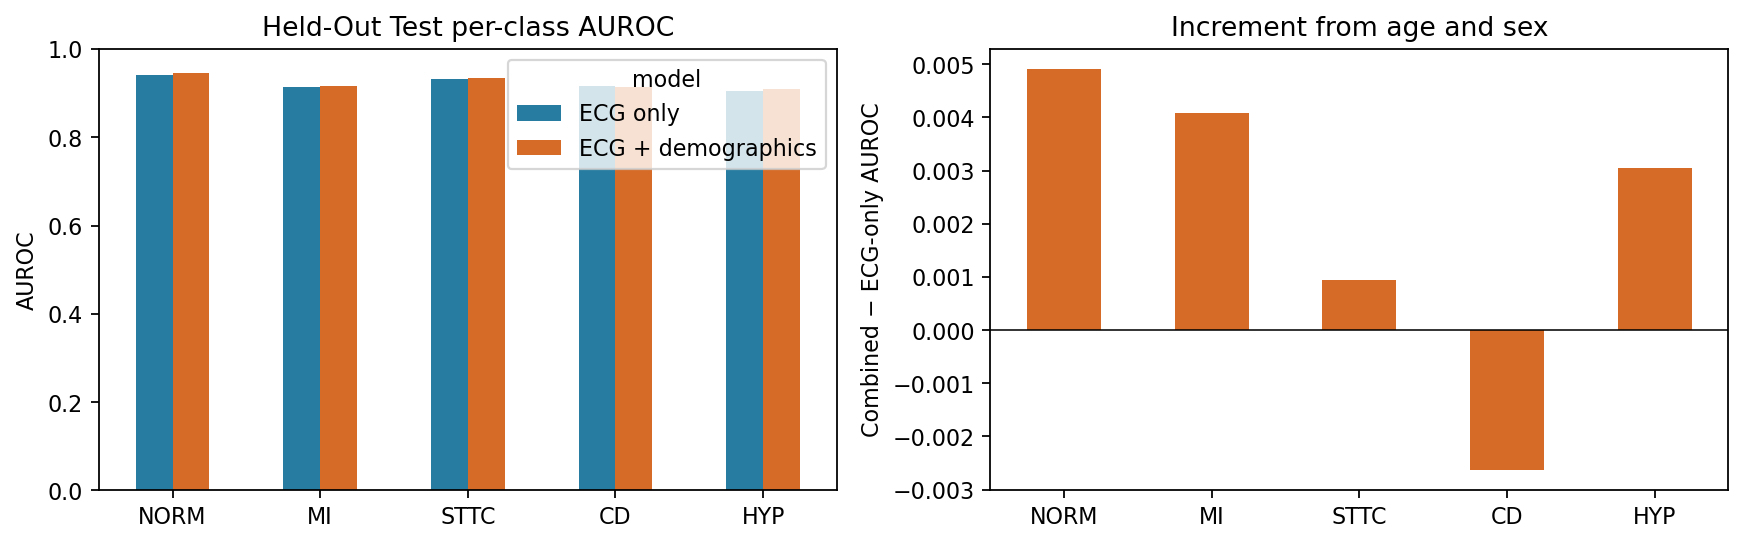 Held-Out Test per-class AUROC
AUROC
1.0
0.8
0.6
0.4
0.2
0.0
model
ECG only
ECG + demographics
NORM MI STTC CD HYP
Increment from age and sex
Combined − ECG-only AUROC
0.005
0.004
0.003
0.002
0.001
0.000
−0.001
−0.002
−0.003
NORM MI STTC CD HYP